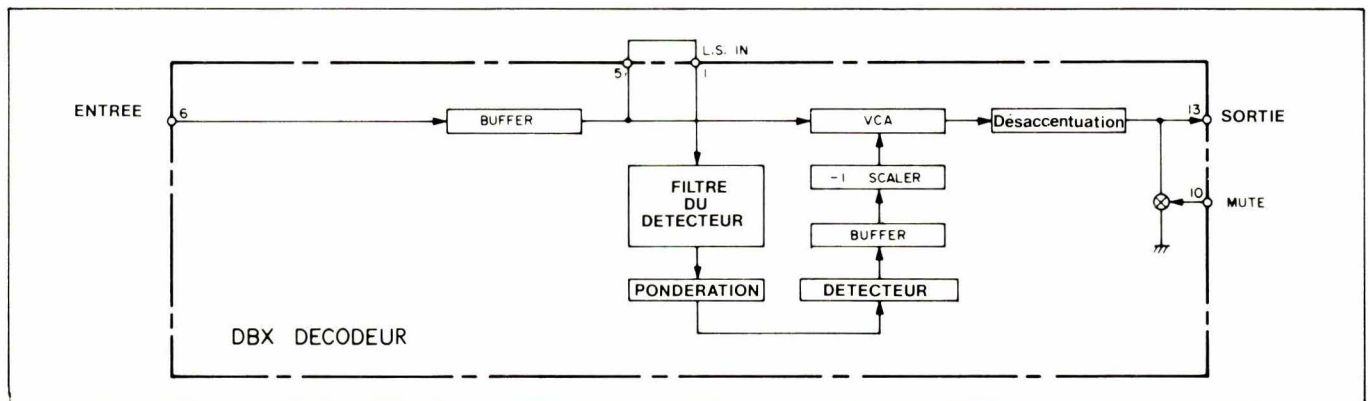 L.S. IN
5
1
ENTREE
6
BUFFER
VCA
Désaccentuation
13
SORTIE
-1 SCALER
FILTRE
DU
DETECTEUR
10
MUTE
BUFFER
PONDERATION
DETECTEUR
DBX DECODEUR